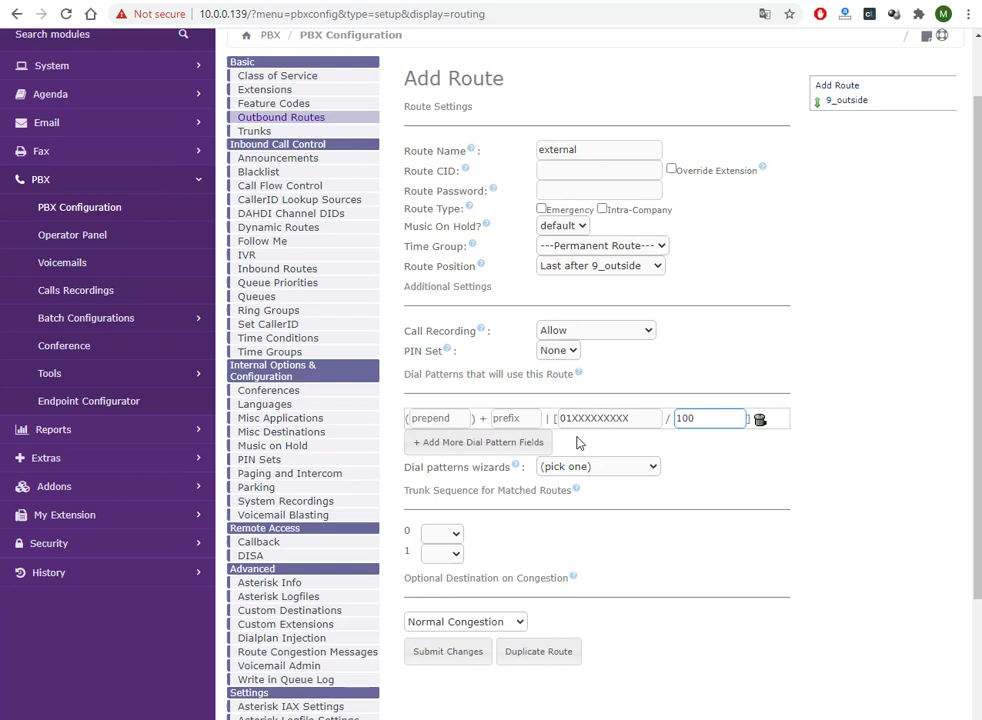 Not secure | 10.0.0.139/?menu=pbxconfig&type=setup&display=routing
M
Search modules
System
Agenda
Email
Fax
PBX
PBX Configuration
Operator Panel
Voicemails
Calls Recordings
Batch Configurations
Conference
Tools
Endpoint Configurator
Reports
Extras
Addons
My Extension
Security
History
PBX / PBX Configuration /
Basic
Class of Service
Extensions
Feature Codes
Outbound Routes
Trunks
Inbound Call Control
Announcements
Blacklist
Call Flow Control
CallerID Lookup Sources
DAHDI Channel DIDs
Dynamic Routes
Follow Me
IVR
Inbound Routes
Queue Priorities
Queues
Ring Groups
Set CallerID
Time Conditions
Time Groups
Internal Options &
Configuration
Conferences
Languages
Misc Applications
Misc Destinations
Music on Hold
PIN Sets
Paging and Intercom
Parking
System Recordings
Voicemail Blasting
Remote Access
Callback
DISA
Advanced
Asterisk Info
Asterisk Logfiles
Custom Destinations
Custom Extensions
Dialplan Injection
Route Congestion Messages
Voicemail Admin
Write in Queue Log
Settings
Asterisk IAX Settings
Asterisk Logfile Settings
Add Route
Route Settings
Route Name? : external
Route CID:? Override Extension?
Route Password:?
Route Type:? Emergency Intra-Company
Music On Hold? default
Time Group:? ---Permanent Route---
Route Position? Last after 9_outside
Additional Settings
Call Recording? : Allow
PIN Set? : None
Dial Patterns that will use this Route?
(prepend ) + prefix | [ 01XXXXXXXXX / 100 ]
+ Add More Dial Pattern Fields
Dial patterns wizards? : (pick one)
Trunk Sequence for Matched Routes?
0
1
Optional Destination on Congestion?
Normal Congestion
Submit Changes Duplicate Route
Add Route
9_outside